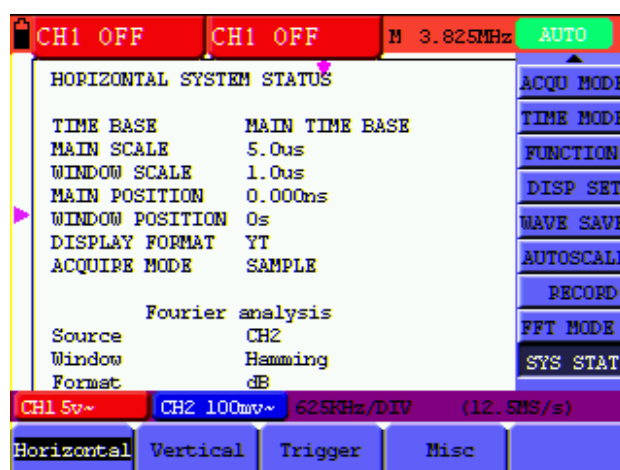 CH1 OFF CH1 OFF M 3.825MHz AUTO
HORIZONTAL SYSTEM STATUS
TIME BASE MAIN TIME BASE
MAIN SCALE 5.0us
WINDOW SCALE 1.0us
MAIN POSITION 0.000ns
WINDOW POSITION 0s
DISPLAY FORMAT YT
ACQUIRE MODE SAMPLE
Fourier analysis
Source CH2
Window Hamming
Format dB
ACQU MODE
TIME MODE
FUNCTION
DISP SET
WAVE SAVE
AUTOSCALE
RECORD
FFT MODE
SYS STAT
CH1 5v~ CH2 100mv~ 625KHz/DIV (12.5MS/s)
Horizontal Vertical Trigger Misc